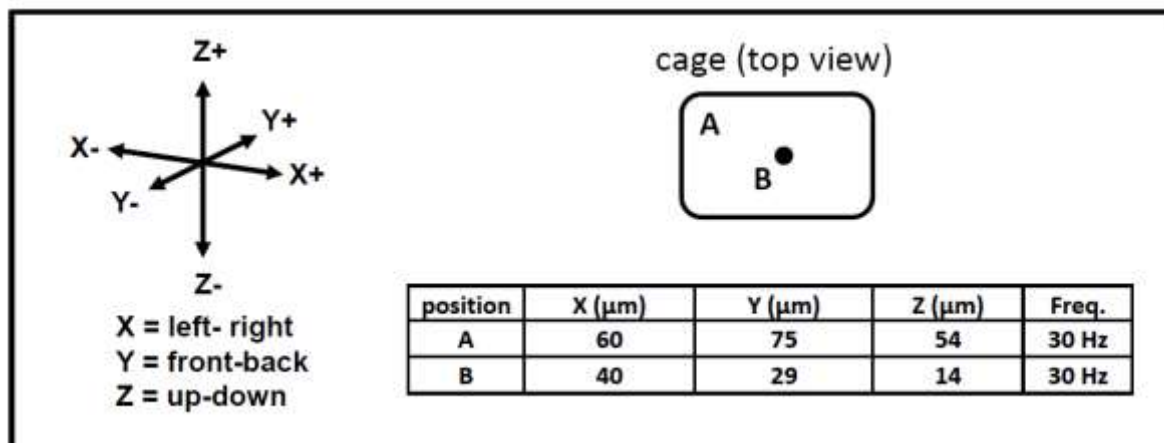 Z+
Y+
X-
X+
Y-
Z-
X = left- right
Y = front-back
Z = up-down
cage (top view)
A
B
position X (μm) Y (μm) Z (μm) Freq.
A 60 75 54 30 Hz
B 40 29 14 30 Hz